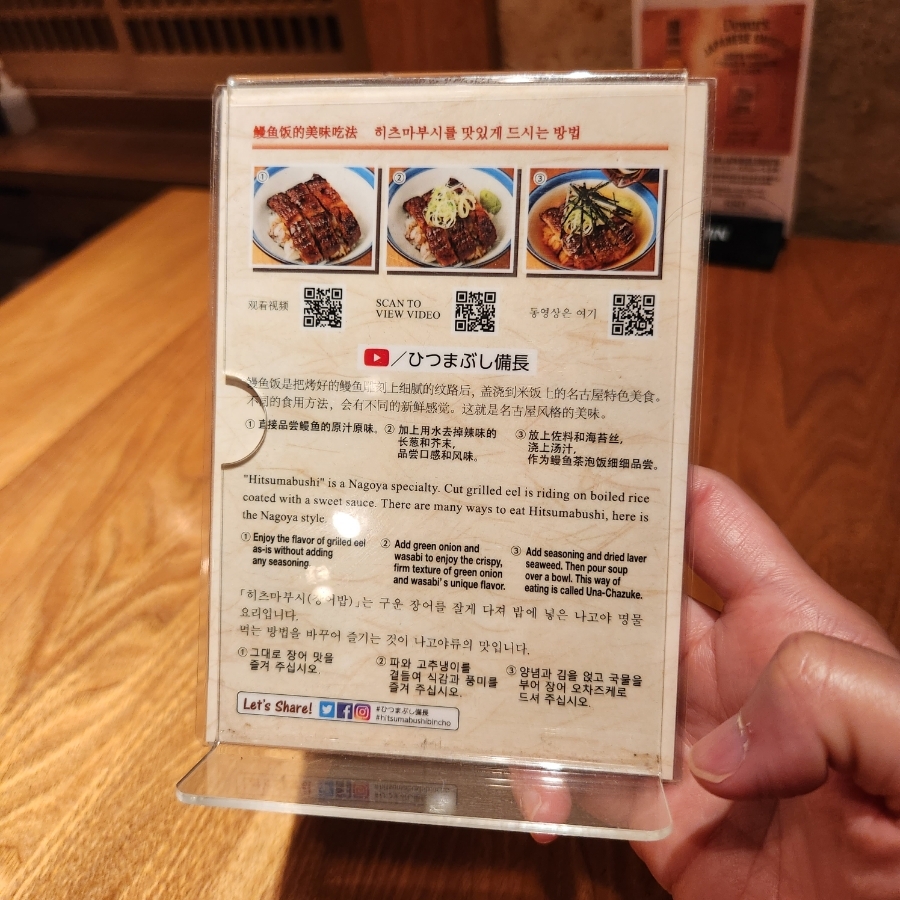 鳗鱼饭的美味吃法 히츠마부시를 맛있게 드시는 방법
① ② ③
观看视频 SCAN TO VIEW VIDEO 동영상은 여기
/ひつまぶし備長
鳗鱼饭是把烤好的鳗鱼雕刻上细腻的纹路后，盖浇到米饭上的名古屋特色美食。
不同的食用方法，会有不同的新鲜感觉。这就是名古屋风格的美味。
①直接品尝鳗鱼的原汁原味。
②加上用水去掉辣味的
长葱和芥末，
品尝口感和风味。
③放上佐料和海苔丝，
浇上汤汁，
作为鳗鱼茶泡饭细细品尝。
"Hitsumabushi" is a Nagoya specialty. Cut grilled eel is riding on boiled rice
coated with a sweet sauce. There are many ways to eat Hitsumabushi, here is
the Nagoya style.
①Enjoy the flavor of grilled eel
as-is without adding
any seasoning.
②Add green onion and
wasabi to enjoy the crispy,
firm texture of green onion
and wasabi's unique flavor.
③Add seasoning and dried laver
seaweed. Then pour soup
over a bowl. This way of
eating is called Una-Chazuke.
「히츠마부시(장어밥)」는 구운 장어를 잘게 다져 밥에 넣은 나고야 명물
요리입니다.
먹는 방법을 바꾸어 즐기는 것이 나고야류의 맛입니다.
①그대로 장어 맛을
즐겨 주십시오.
②파와 고추냉이를
곁들여 식감과 풍미를
즐겨 주십시오.
③양념과 김을 얹고 국물을
부어 장어 오차즈케로
드셔 주십시오.
Let's Share!
#ひつまぶし備長
#hitsumabushibincho
Dessert